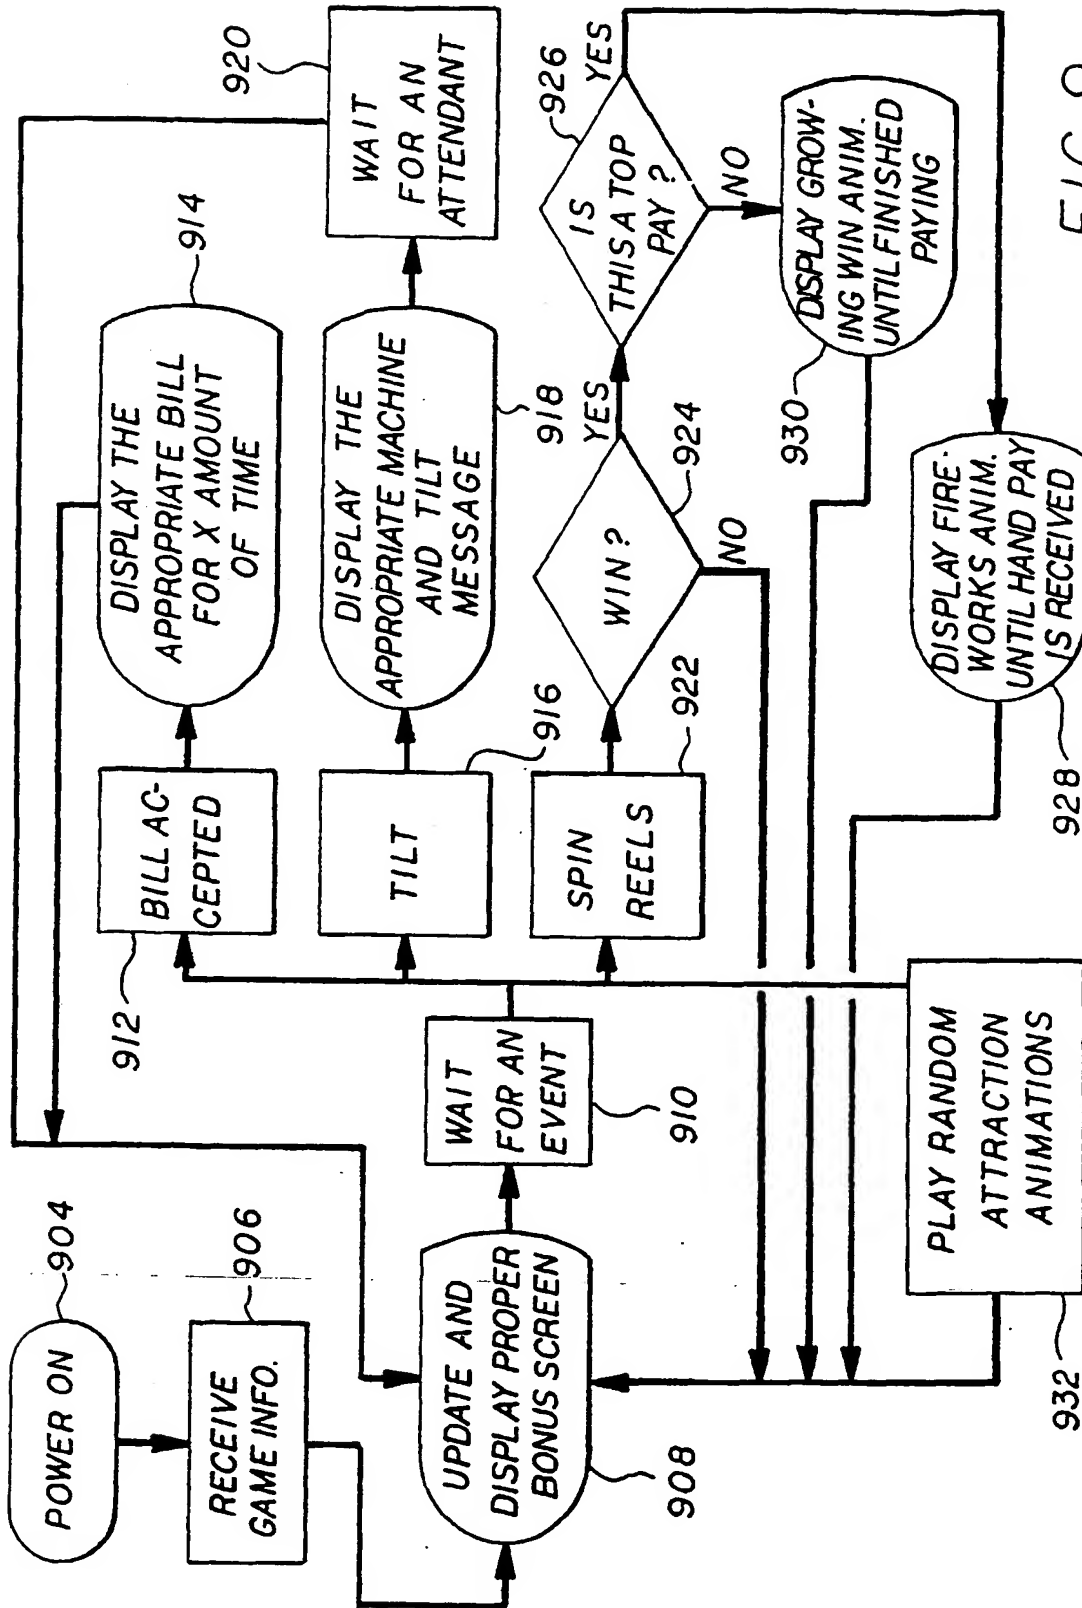 POWER ON
904
RECEIVE
GAME INFO.
906
UPDATE AND
DISPLAY PROPER
BONUS SCREEN
908
WAIT
FOR AN
EVENT
910
BILL AC-
CEPTED
912
DISPLAY THE
APPROPRIATE BILL
FOR X AMOUNT
OF TIME
914
TILT
916
DISPLAY THE
APPROPRIATE MACHINE
AND TILT
MESSAGE
918
WAIT
FOR AN
ATTENDANT
920
SPIN
REELS
922
WIN?
924
YES
NO
IS
THIS A TOP
PAY?
926
YES
NO
DISPLAY GROW-
ING WIN ANIM.
UNTIL FINISHED
PAYING
930
DISPLAY FIRE-
WORKS ANIM.
UNTIL HAND PAY
IS RECEIVED
928
PLAY RANDOM
ATTRACTION
ANIMATIONS
932